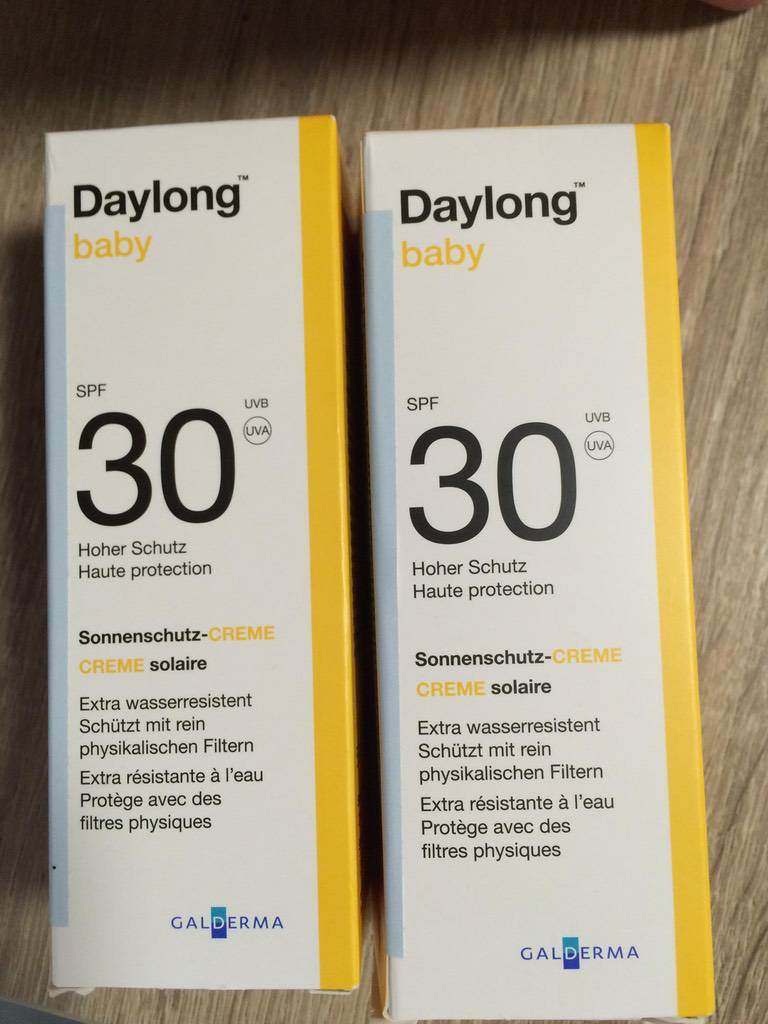 Daylong™
baby
SPF
30
UVB
UVA
Hoher Schutz
Haute protection
Sonnenschutz-CREME
CREME solaire
Extra wasserresistent
Schützt mit rein
physikalischen Filtern
Extra résistante à l'eau
Protège avec des
filtres physiques
GALDERMA
Daylong™
baby
SPF
30
UVB
UVA
Hoher Schutz
Haute protection
Sonnenschutz-CREME
CREME solaire
Extra wasserresistent
Schützt mit rein
physikalischen Filtern
Extra résistante à l'eau
Protège avec des
filtres physiques
GALDERMA